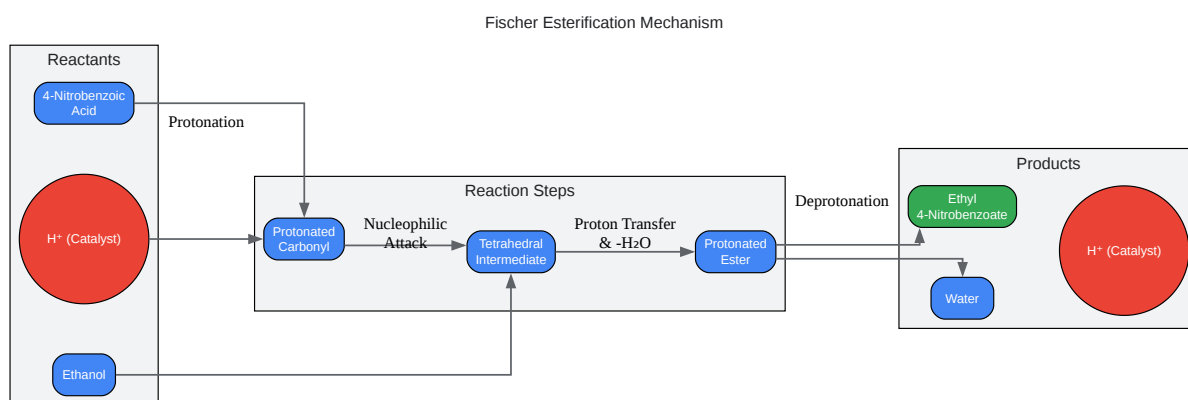 Fischer Esterification Mechanism
Reactants
4-Nitrobenzoic
Acid
Protonation
H⁺ (Catalyst)
Ethanol
Reaction Steps
Protonated
Carbonyl
Nucleophilic
Attack
Tetrahedral
Intermediate
Proton Transfer
& -H₂O
Protonated
Ester
Deprotonation
Products
Ethyl
4-Nitrobenzoate
Water
H⁺ (Catalyst)